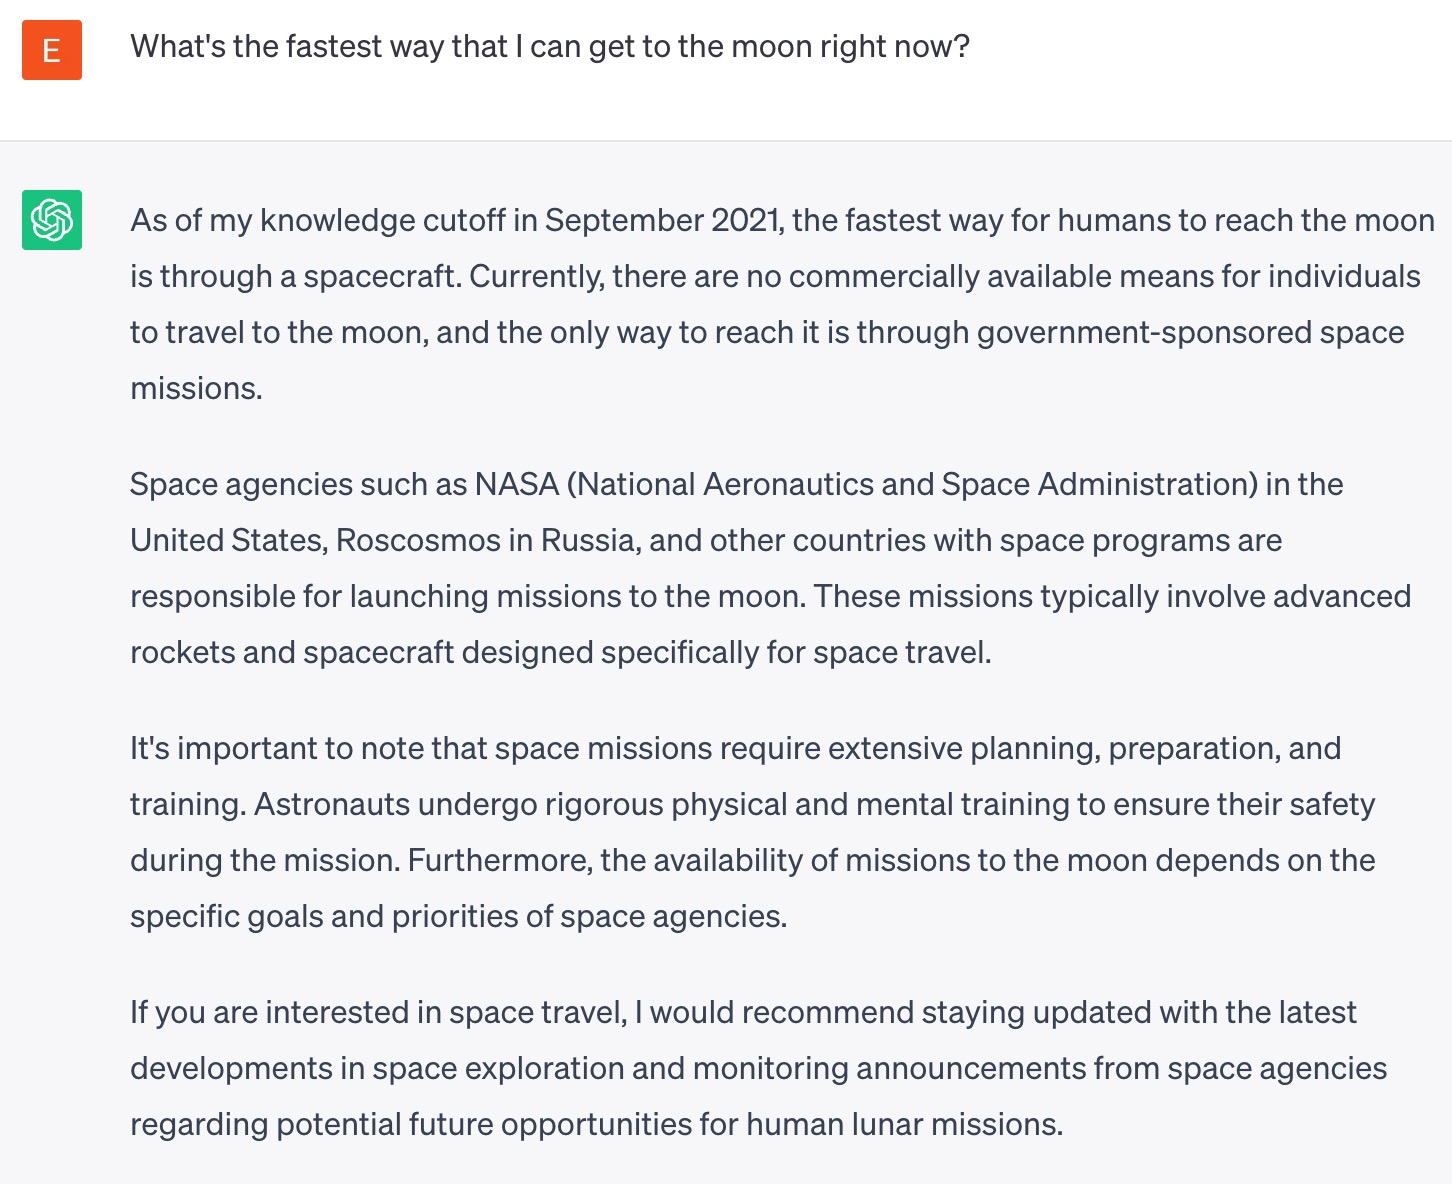 E
What's the fastest way that I can get to the moon right now?
As of my knowledge cutoff in September 2021, the fastest way for humans to reach the moon
is through a spacecraft. Currently, there are no commercially available means for individuals
to travel to the moon, and the only way to reach it is through government-sponsored space
missions.
Space agencies such as NASA (National Aeronautics and Space Administration) in the
United States, Roscosmos in Russia, and other countries with space programs are
responsible for launching missions to the moon. These missions typically involve advanced
rockets and spacecraft designed specifically for space travel.
It's important to note that space missions require extensive planning, preparation, and
training. Astronauts undergo rigorous physical and mental training to ensure their safety
during the mission. Furthermore, the availability of missions to the moon depends on the
specific goals and priorities of space agencies.
If you are interested in space travel, I would recommend staying updated with the latest
developments in space exploration and monitoring announcements from space agencies
regarding potential future opportunities for human lunar missions.